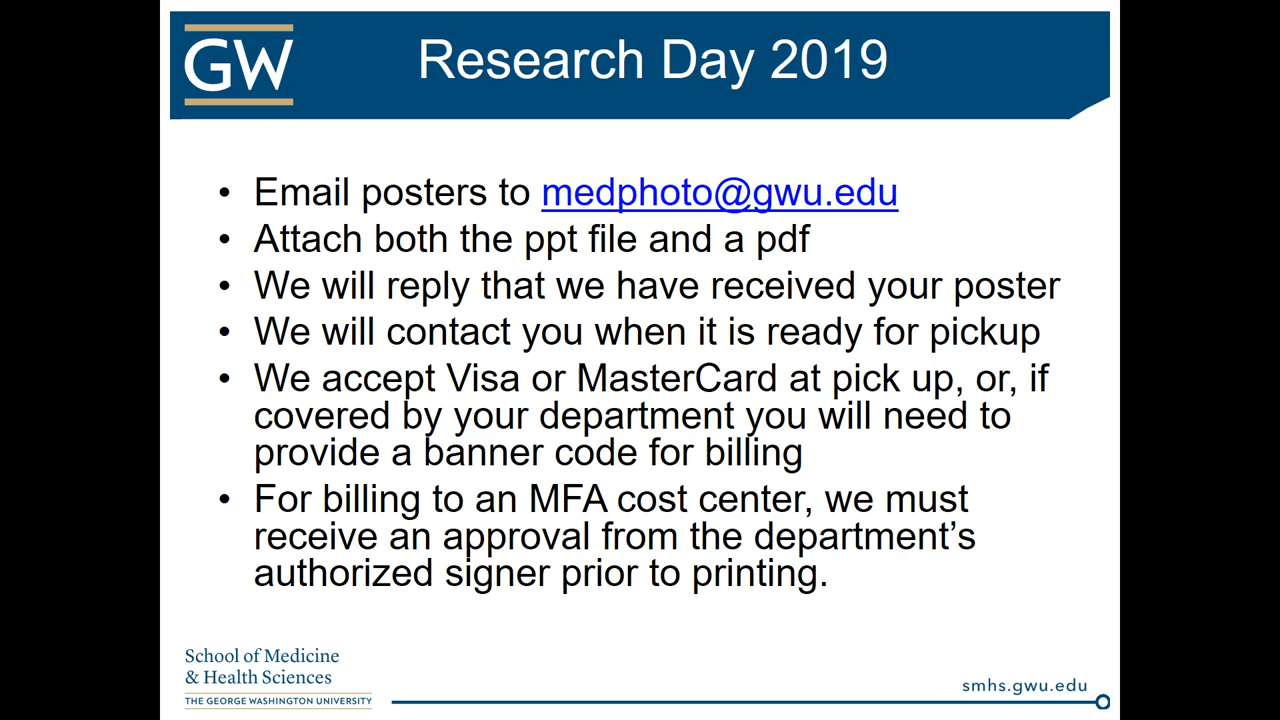 GW
Research Day 2019
• Email posters to medphoto@gwu.edu
• Attach both the ppt file and a pdf
• We will reply that we have received your poster
• We will contact you when it is ready for pickup
• We accept Visa or MasterCard at pick up, or, if
covered by your department you will need to
provide a banner code for billing
• For billing to an MFA cost center, we must
receive an approval from the department's
authorized signer prior to printing.
School of Medicine
& Health Sciences
THE GEORGE WASHINGTON UNIVERSITY
smhs.gwu.edu